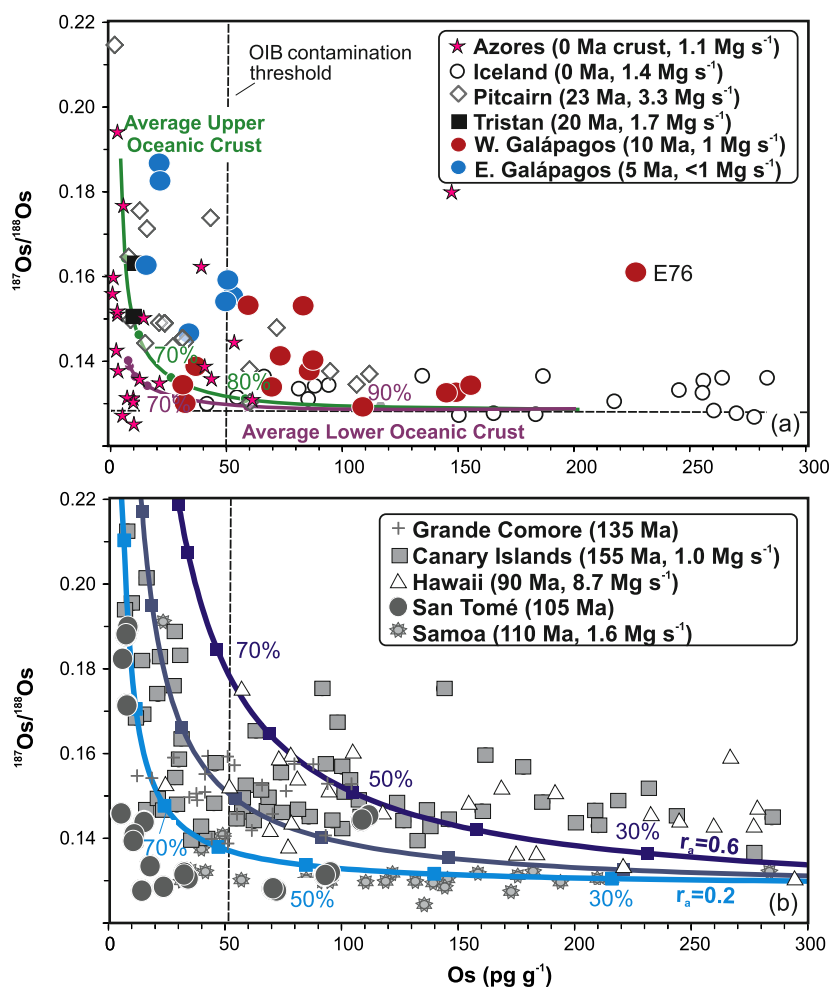 0.22
0.20
0.18
0.16
0.14
¹⁸⁷Os/¹⁸⁸Os
OIB contamination
threshold
Average Upper
Oceanic Crust
Azores (0 Ma crust, 1.1 Mg s⁻¹)
Iceland (0 Ma, 1.4 Mg s⁻¹)
Pitcairn (23 Ma, 3.3 Mg s⁻¹)
Tristan (20 Ma, 1.7 Mg s⁻¹)
W. Galápagos (10 Ma, 1 Mg s⁻¹)
E. Galápagos (5 Ma, <1 Mg s⁻¹)
E76
70%
80%
90%
70%
Average Lower Oceanic Crust
(a)
0 50 100 150 200 250 300
0.22
0.20
0.18
0.16
0.14
¹⁸⁷Os/¹⁸⁸Os
Grande Comore (135 Ma)
Canary Islands (155 Ma, 1.0 Mg s⁻¹)
Hawaii (90 Ma, 8.7 Mg s⁻¹)
San Tomé (105 Ma)
Samoa (110 Ma, 1.6 Mg s⁻¹)
70%
50%
30%
rₐ=0.6
70%
50%
30%
rₐ=0.2
(b)
0 50 100 150 200 250 300
Os (pg g⁻¹)